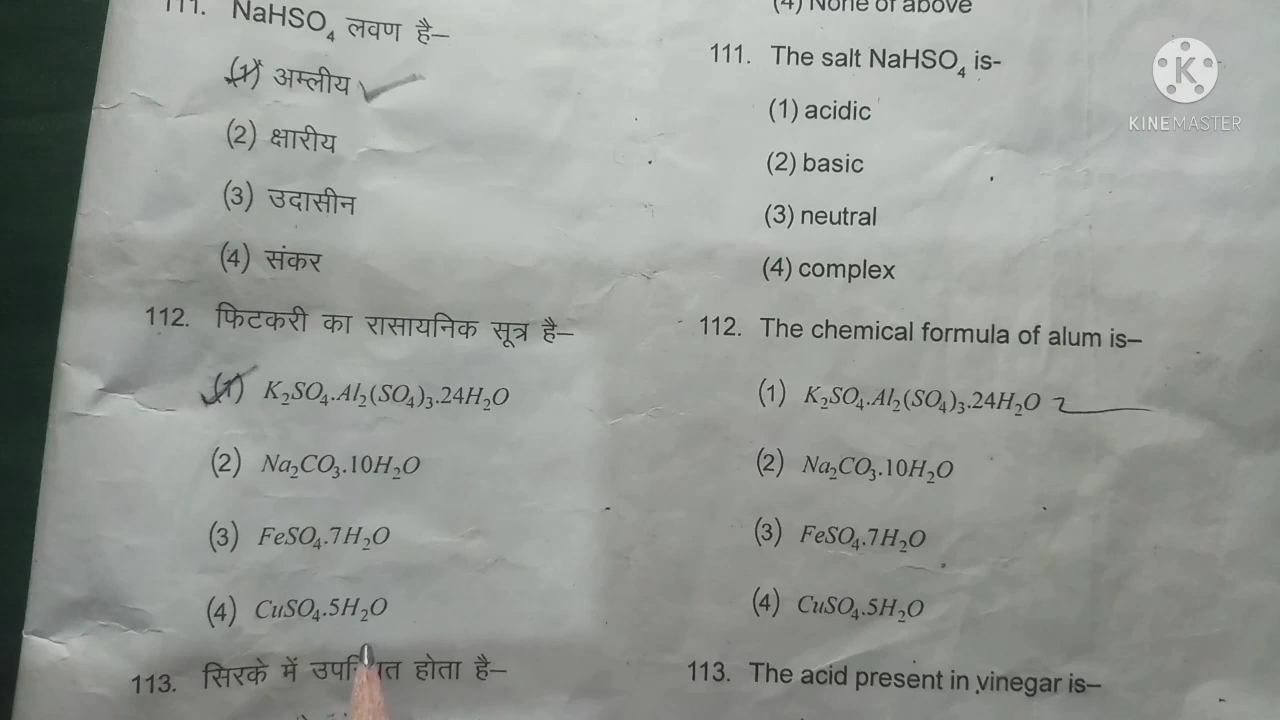 111. NaHSO₄ लवण है–
(1) अम्लीय
(2) क्षारीय
(3) उदासीन
(4) संकर
112. फिटकरी का रासायनिक सूत्र है–
(1) K₂SO₄.Al₂(SO₄)₃.24H₂O
(2) Na₂CO₃.10H₂O
(3) FeSO₄.7H₂O
(4) CuSO₄.5H₂O
113. सिरके में होता है–
(4) None of above
111. The salt NaHSO₄ is-
(1) acidic
(2) basic
(3) neutral
(4) complex
112. The chemical formula of alum is–
(1) K₂SO₄.Al₂(SO₄)₃.24H₂O
(2) Na₂CO₃.10H₂O
(3) FeSO₄.7H₂O
(4) CuSO₄.5H₂O
113. The acid present in vinegar is–
K
KINEMASTER